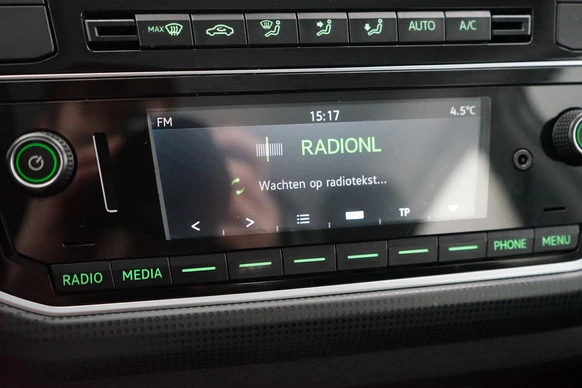 MAX
AUTO
A/C
FM
15:17
4.5°C
RADIONL
Wachten op radiotekst...
<
>
TP
RADIO
MEDIA
PHONE
MENU